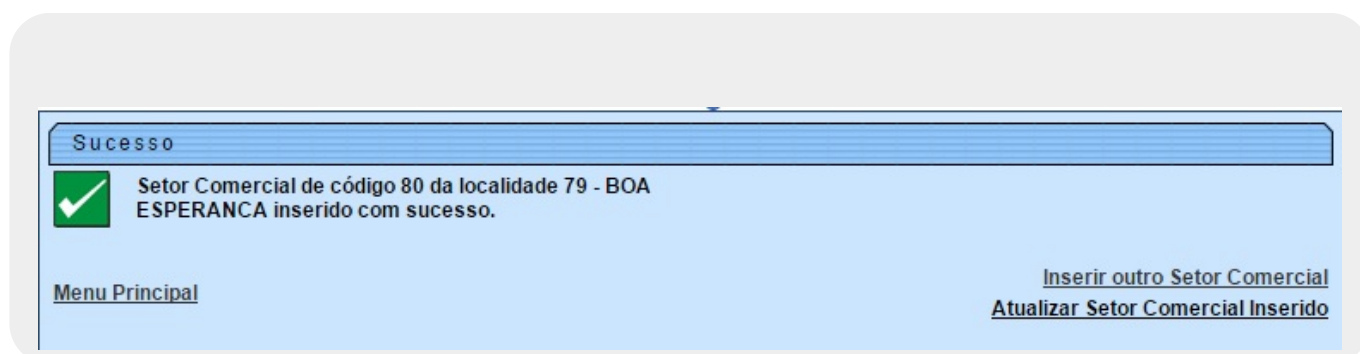 Sucesso
Setor Comercial de código 80 da localidade 79 - BOA
ESPERANCA inserido com sucesso.
Menu Principal
Inserir outro Setor Comercial
Atualizar Setor Comercial Inserido